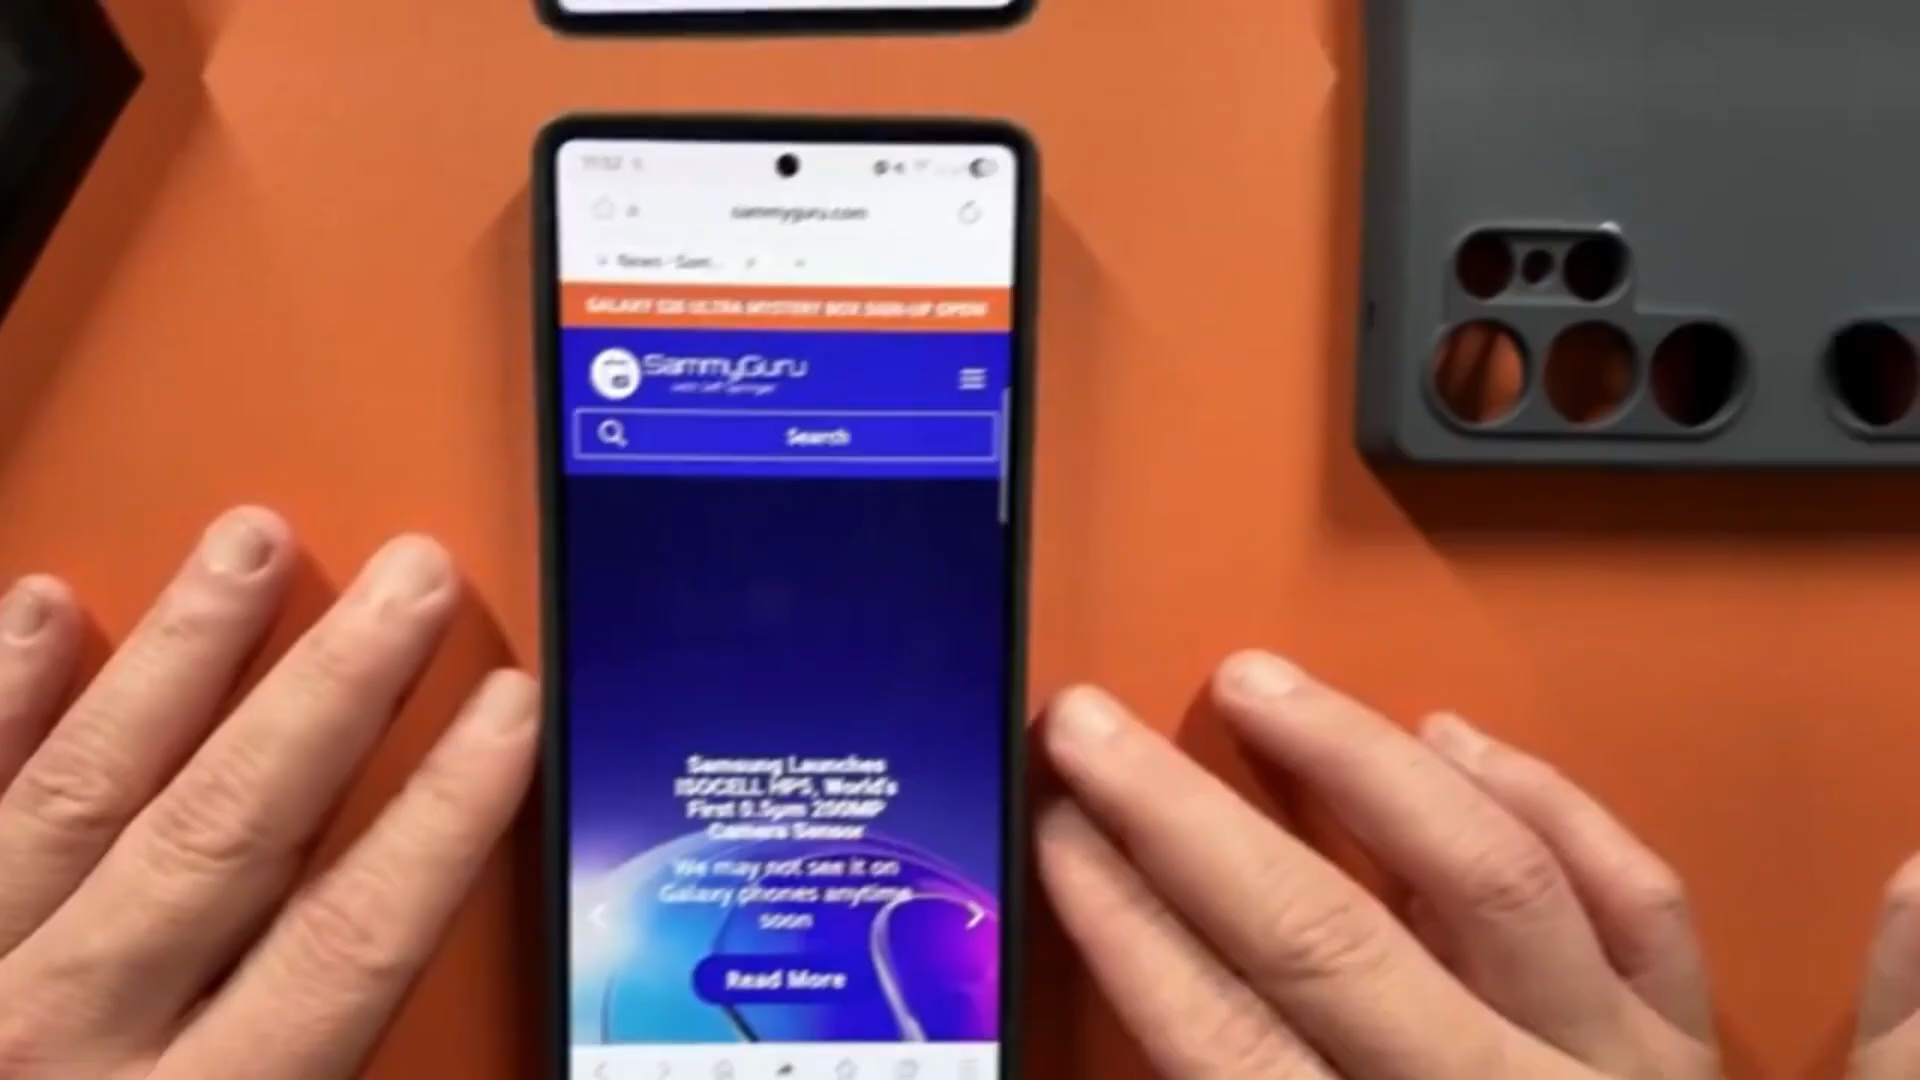 sammyguru.com
News - Sam...
GALAXY S26 ULTRA MYSTERY BOX SIGN-UP OPEN!
SammyGuru
Search
Samsung Launches
ISOCELL HP5, World's
First 0.5μm 200MP
Camera Sensor
We may not see it on
Galaxy phones anytime
soon
Read More